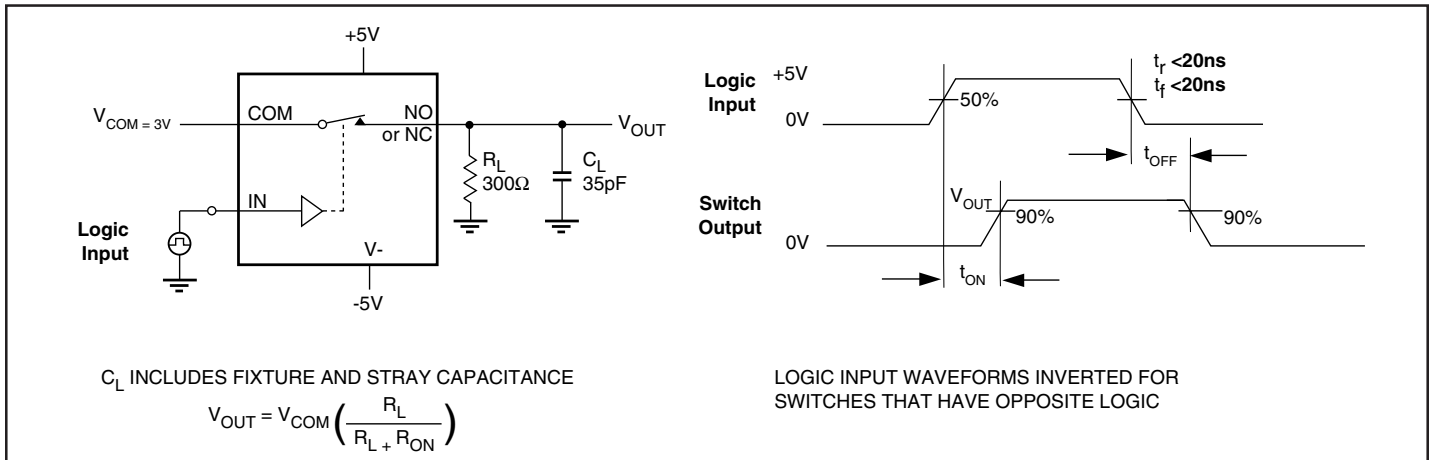 +5V
V_COM = 3V
COM
NO
or NC
V_OUT
R_L
300Ω
C_L
35pF
IN
Logic
Input
V-
-5V
C_L INCLUDES FIXTURE AND STRAY CAPACITANCE
V_OUT = V_COM ( R_L / R_L + R_ON )
Logic
Input
+5V
0V
50%
t_r <20ns
t_f <20ns
t_OFF
Switch
Output
V_OUT
0V
90%
90%
t_ON
LOGIC INPUT WAVEFORMS INVERTED FOR
SWITCHES THAT HAVE OPPOSITE LOGIC